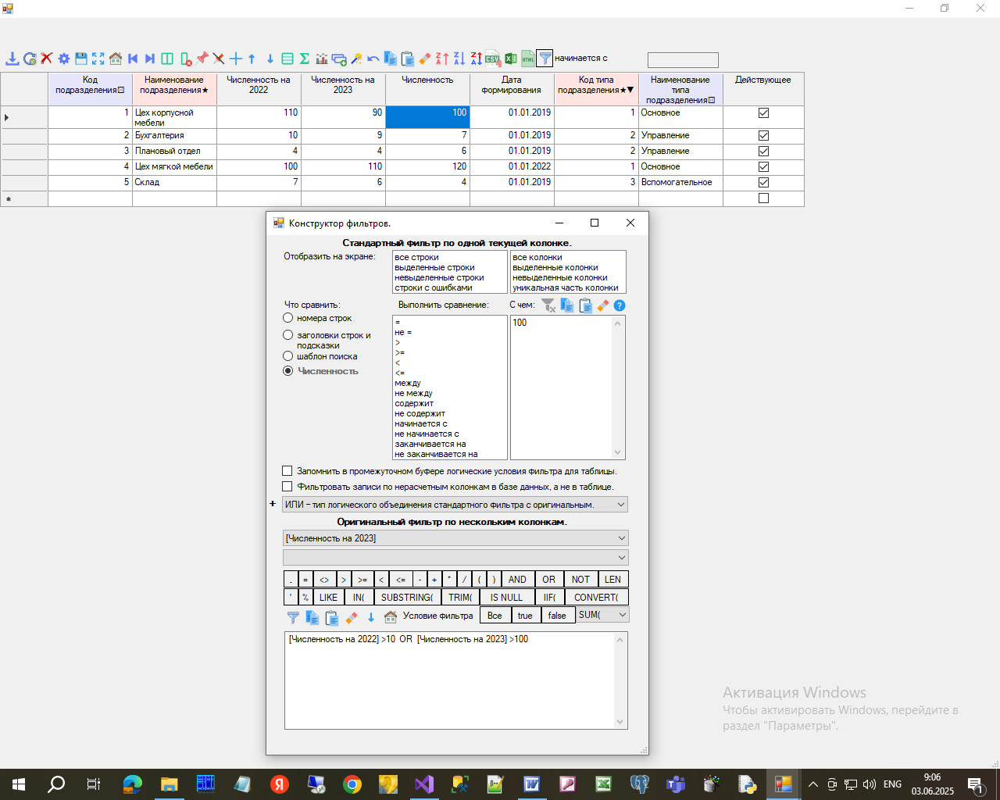 начинается с
Код подразделения
Наименование подразделения★
Численность на 2022
Численность на 2023
Численность
Дата формирования
Код типа подразделения★▼
Наименование типа подразделения
Действующее
1 Цех корпусной мебели 110 90 100 01.01.2019 1 Основное
2 Бухгалтерия 10 9 7 01.01.2019 2 Управление
3 Плановый отдел 4 4 6 01.01.2019 2 Управление
4 Цех мягкой мебели 100 110 120 01.01.2022 1 Основное
5 Склад 7 6 4 01.01.2019 3 Вспомогательное
Конструктор фильтров.
Стандартный фильтр по одной текущей колонке.
Отобразить на экране:
все строки
выделенные строки
невыделенные строки
строки с ошибками
все колонки
выделенные колонки
невыделенные колонки
уникальная часть колонки
Что сравнить:
Выполнить сравнение:
С чем:
номера строк
заголовки строк и
подсказки
шаблон поиска
Численность
=
не =
>
>=
<
<=
между
не между
содержит
не содержит
начинается с
не начинается с
заканчивается на
не заканчивается на
100
Запомнить в промежуточном буфере логические условия фильтра для таблицы.
Фильтровать записи по нерасчетным колонкам в базе данных, а не в таблице.
+ ИЛИ – тип логического объединения стандартного фильтра с оригинальным.
Оригинальный фильтр по нескольким колонкам.
[Численность на 2023]
. = <> > >= < <= - + * / ( ) AND OR NOT LEN
' % LIKE IN( SUBSTRING( TRIM( IS NULL IIF( CONVERT(
Условие фильтра Все true false SUM(
[Численность на 2022] >10 OR [Численность на 2023] >100
Активация Windows
Чтобы активировать Windows, перейдите в
раздел "Параметры".
ENG
9:06
03.06.2025
1